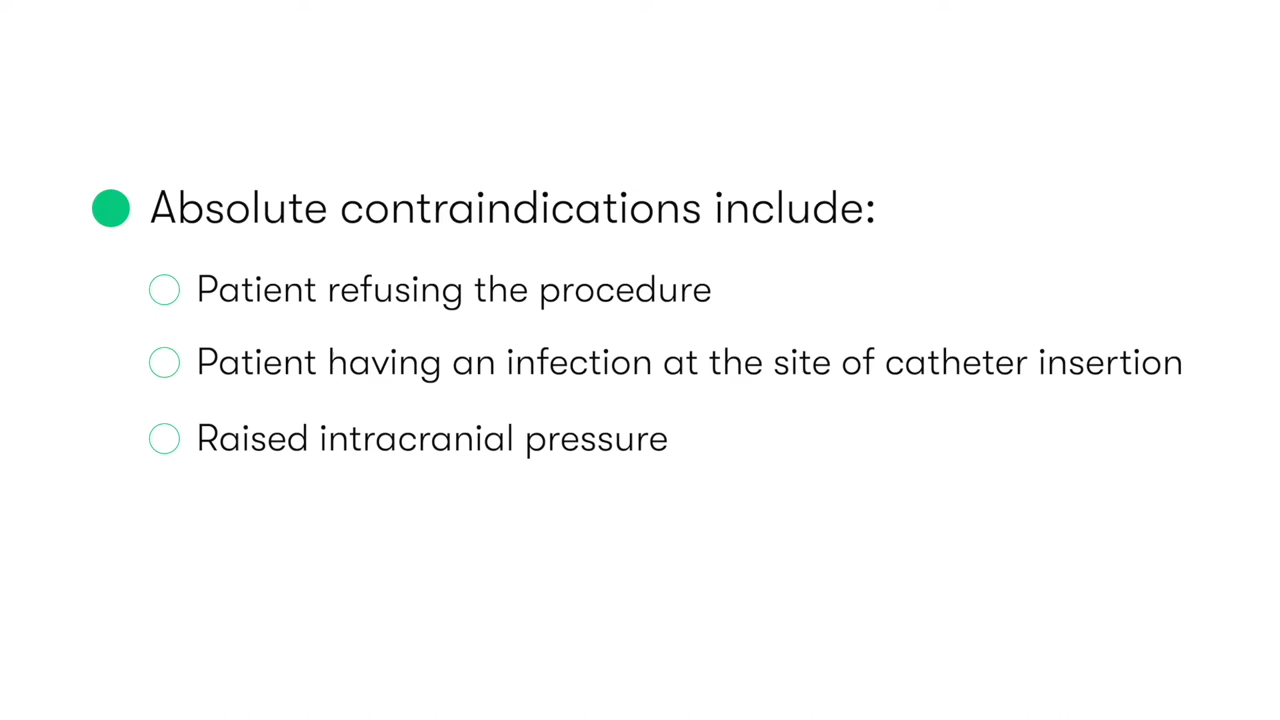 Absolute contraindications include:
Patient refusing the procedure
Patient having an infection at the site of catheter insertion
Raised intracranial pressure